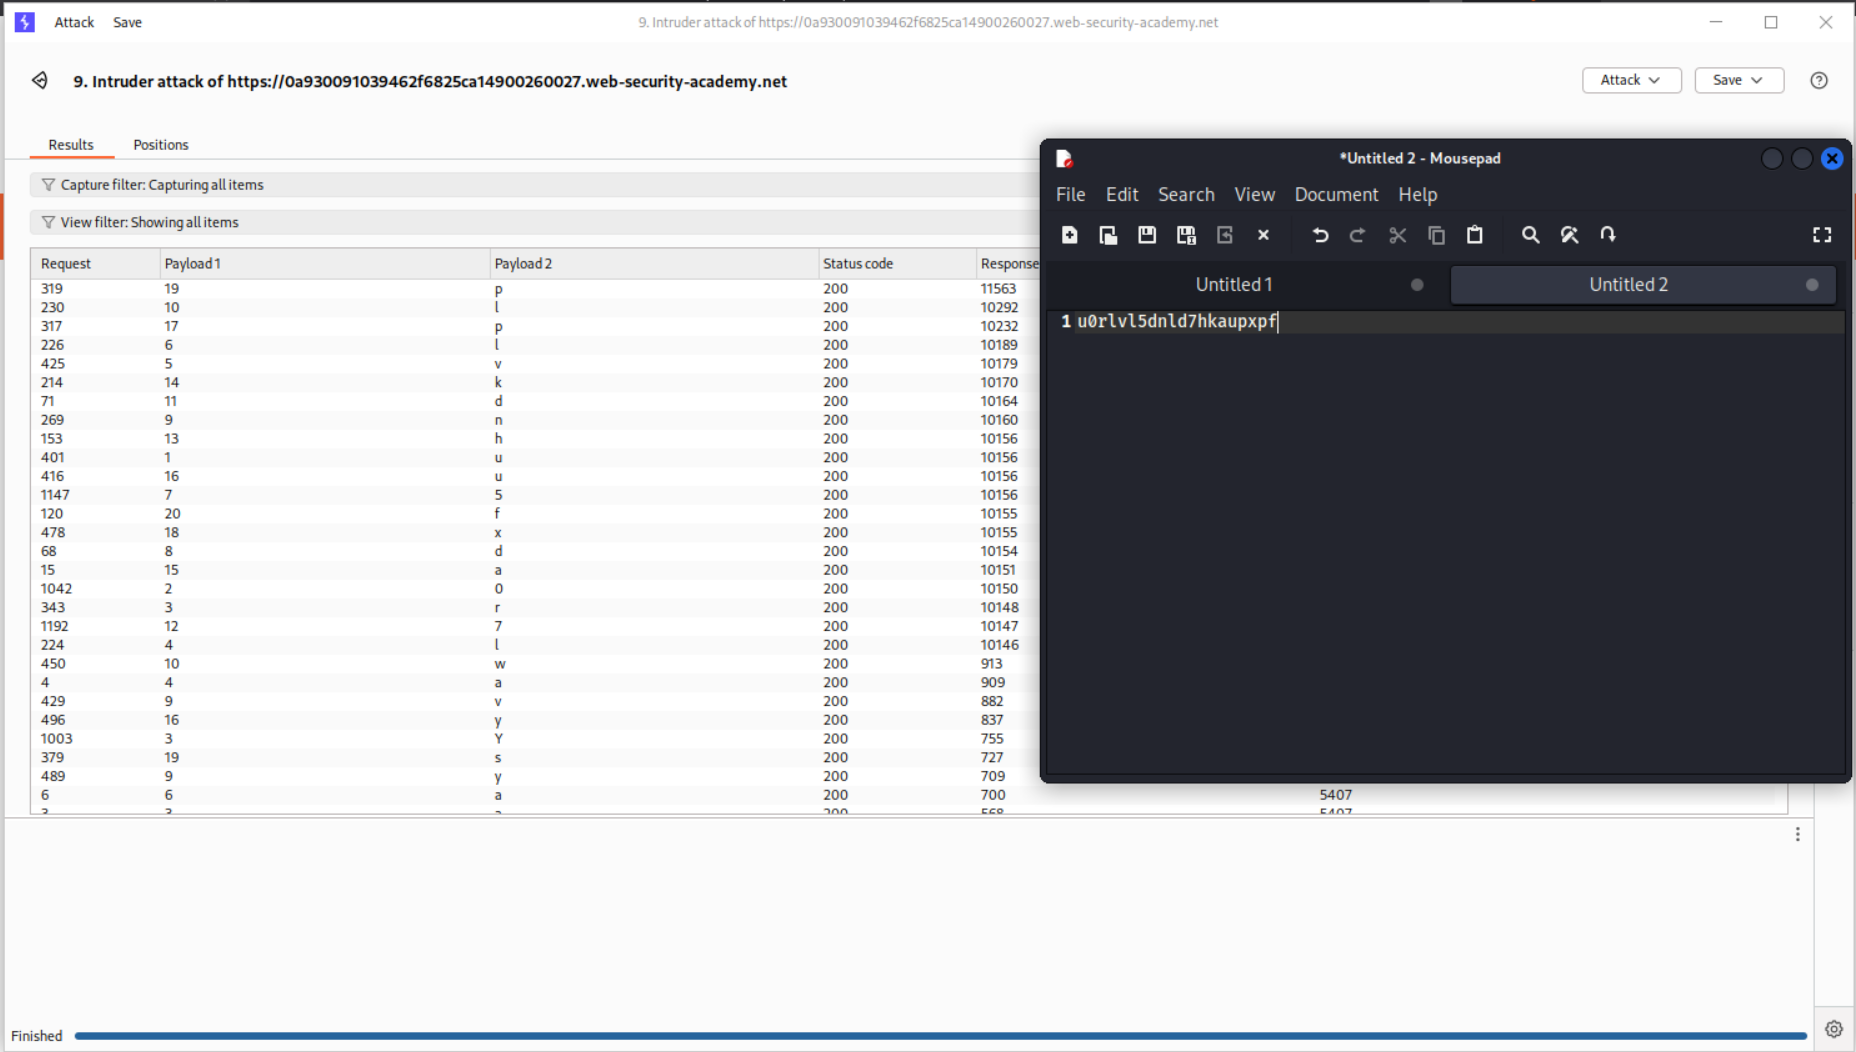 Attack Save 9. Intruder attack of https://0a930091039462f6825ca14900260027.web-security-academy.net
9. Intruder attack of https://0a930091039462f6825ca14900260027.web-security-academy.net Attack Save
Results Positions
Capture filter: Capturing all items
View filter: Showing all items
Request Payload 1 Payload 2 Status code Response
319 19 p 200 11563
230 10 l 200 10292
317 17 p 200 10232
226 6 l 200 10189
425 5 v 200 10179
214 14 k 200 10170
71 11 d 200 10164
269 9 n 200 10160
153 13 h 200 10156
401 1 u 200 10156
416 16 u 200 10156
1147 7 5 200 10156
120 20 f 200 10155
478 18 x 200 10155
68 8 d 200 10154
15 15 a 200 10151
1042 2 0 200 10150
343 3 r 200 10148
1192 12 7 200 10147
224 4 l 200 10146
450 10 w 200 913
4 4 a 200 909
429 9 v 200 882
496 16 y 200 837
1003 3 Y 200 755
379 19 s 200 727
489 9 y 200 709
6 6 a 200 700 5407
3 3 a 200 568 5407
*Untitled 2 - Mousepad
File Edit Search View Document Help
Untitled 1 Untitled 2
1 u0rlvl5dnld7hkaupxpf
Finished